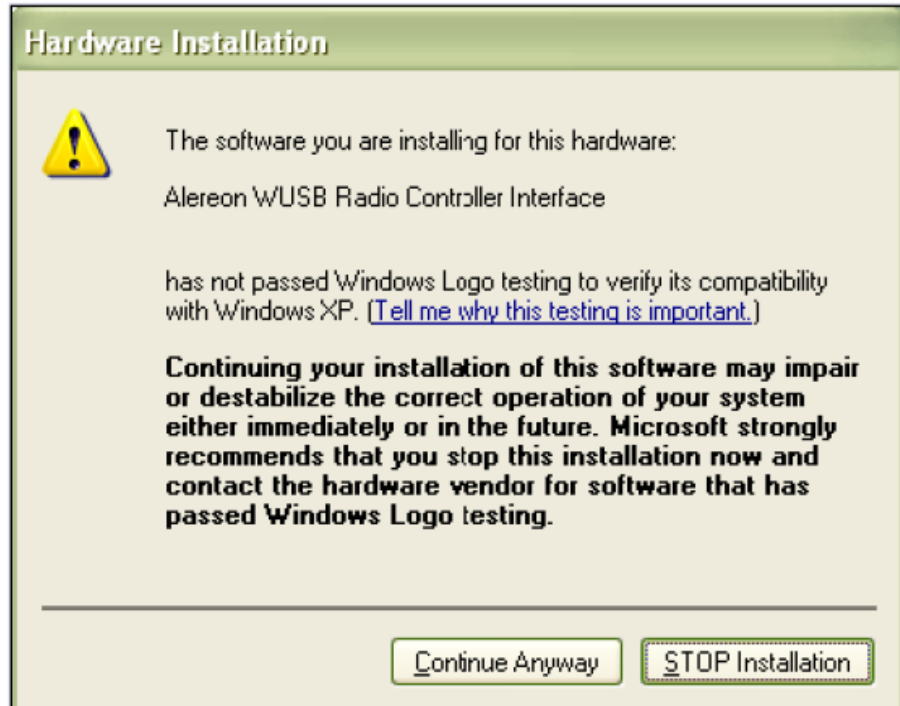 Hardware Installation
The software you are installing for this hardware:
Alereon WUSB Radio Controller Interface
has not passed Windows Logo testing to verify its compatibility
with Windows XP. (Tell me why this testing is important.)
Continuing your installation of this software may impair
or destabilize the correct operation of your system
either immediately or in the future. Microsoft strongly
recommends that you stop this installation now and
contact the hardware vendor for software that has
passed Windows Logo testing.
Continue Anyway
STOP Installation